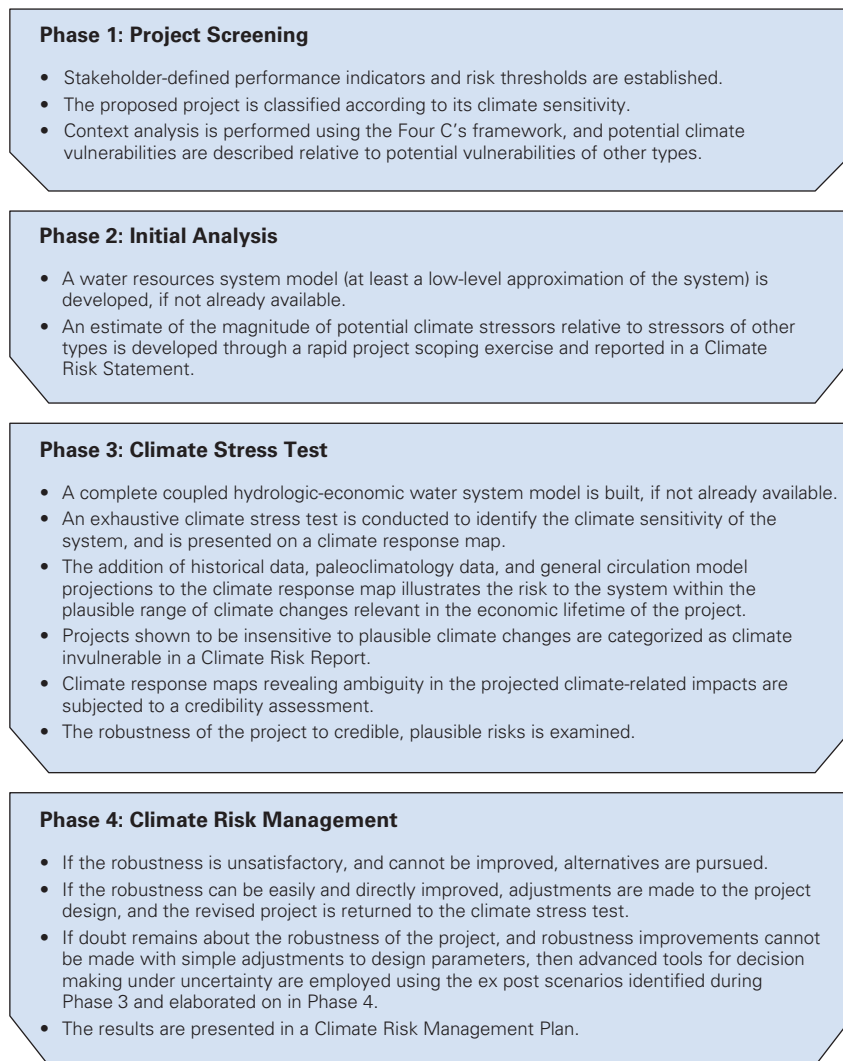 Phase 1: Project Screening
• Stakeholder-defined performance indicators and risk thresholds are established.
• The proposed project is classified according to its climate sensitivity.
• Context analysis is performed using the Four C's framework, and potential climate
vulnerabilities are described relative to potential vulnerabilities of other types.
Phase 2: Initial Analysis
• A water resources system model (at least a low-level approximation of the system) is
developed, if not already available.
• An estimate of the magnitude of potential climate stressors relative to stressors of other
types is developed through a rapid project scoping exercise and reported in a Climate
Risk Statement.
Phase 3: Climate Stress Test
• A complete coupled hydrologic-economic water system model is built, if not already available.
• An exhaustive climate stress test is conducted to identify the climate sensitivity of the
system, and is presented on a climate response map.
• The addition of historical data, paleoclimatology data, and general circulation model
projections to the climate response map illustrates the risk to the system within the
plausible range of climate changes relevant in the economic lifetime of the project.
• Projects shown to be insensitive to plausible climate changes are categorized as climate
invulnerable in a Climate Risk Report.
• Climate response maps revealing ambiguity in the projected climate-related impacts are
subjected to a credibility assessment.
• The robustness of the project to credible, plausible risks is examined.
Phase 4: Climate Risk Management
• If the robustness is unsatisfactory, and cannot be improved, alternatives are pursued.
• If the robustness can be easily and directly improved, adjustments are made to the project
design, and the revised project is returned to the climate stress test.
• If doubt remains about the robustness of the project, and robustness improvements cannot
be made with simple adjustments to design parameters, then advanced tools for decision
making under uncertainty are employed using the ex post scenarios identified during
Phase 3 and elaborated on in Phase 4.
• The results are presented in a Climate Risk Management Plan.